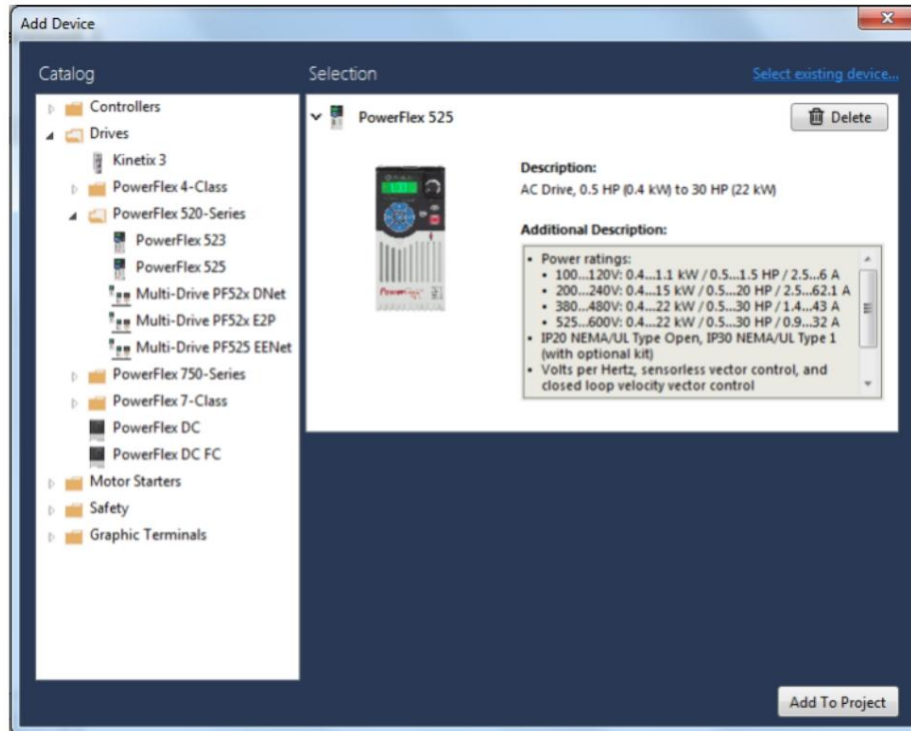 Add Device
Catalog
Controllers
Drives
Kinetix 3
PowerFlex 4-Class
PowerFlex 520-Series
PowerFlex 523
PowerFlex 525
Multi-Drive PF52x DNet
Multi-Drive PF52x E2P
Multi-Drive PF525 EENet
PowerFlex 750-Series
PowerFlex 7-Class
PowerFlex DC
PowerFlex DC FC
Motor Starters
Safety
Graphic Terminals
Selection
Select existing device...
PowerFlex 525
Delete
Description:
AC Drive, 0.5 HP (0.4 kW) to 30 HP (22 kW)
Additional Description:
• Power ratings:
• 100...120V: 0.4...1.1 kW / 0.5...1.5 HP / 2.5...6 A
• 200...240V: 0.4...15 kW / 0.5...20 HP / 2.5...62.1 A
• 380...480V: 0.4...22 kW / 0.5...30 HP / 1.4...43 A
• 525...600V: 0.4...22 kW / 0.5...30 HP / 0.9...32 A
• IP20 NEMA/UL Type Open, IP30 NEMA/UL Type 1
(with optional kit)
• Volts per Hertz, sensorless vector control, and
closed loop velocity vector control
Add To Project